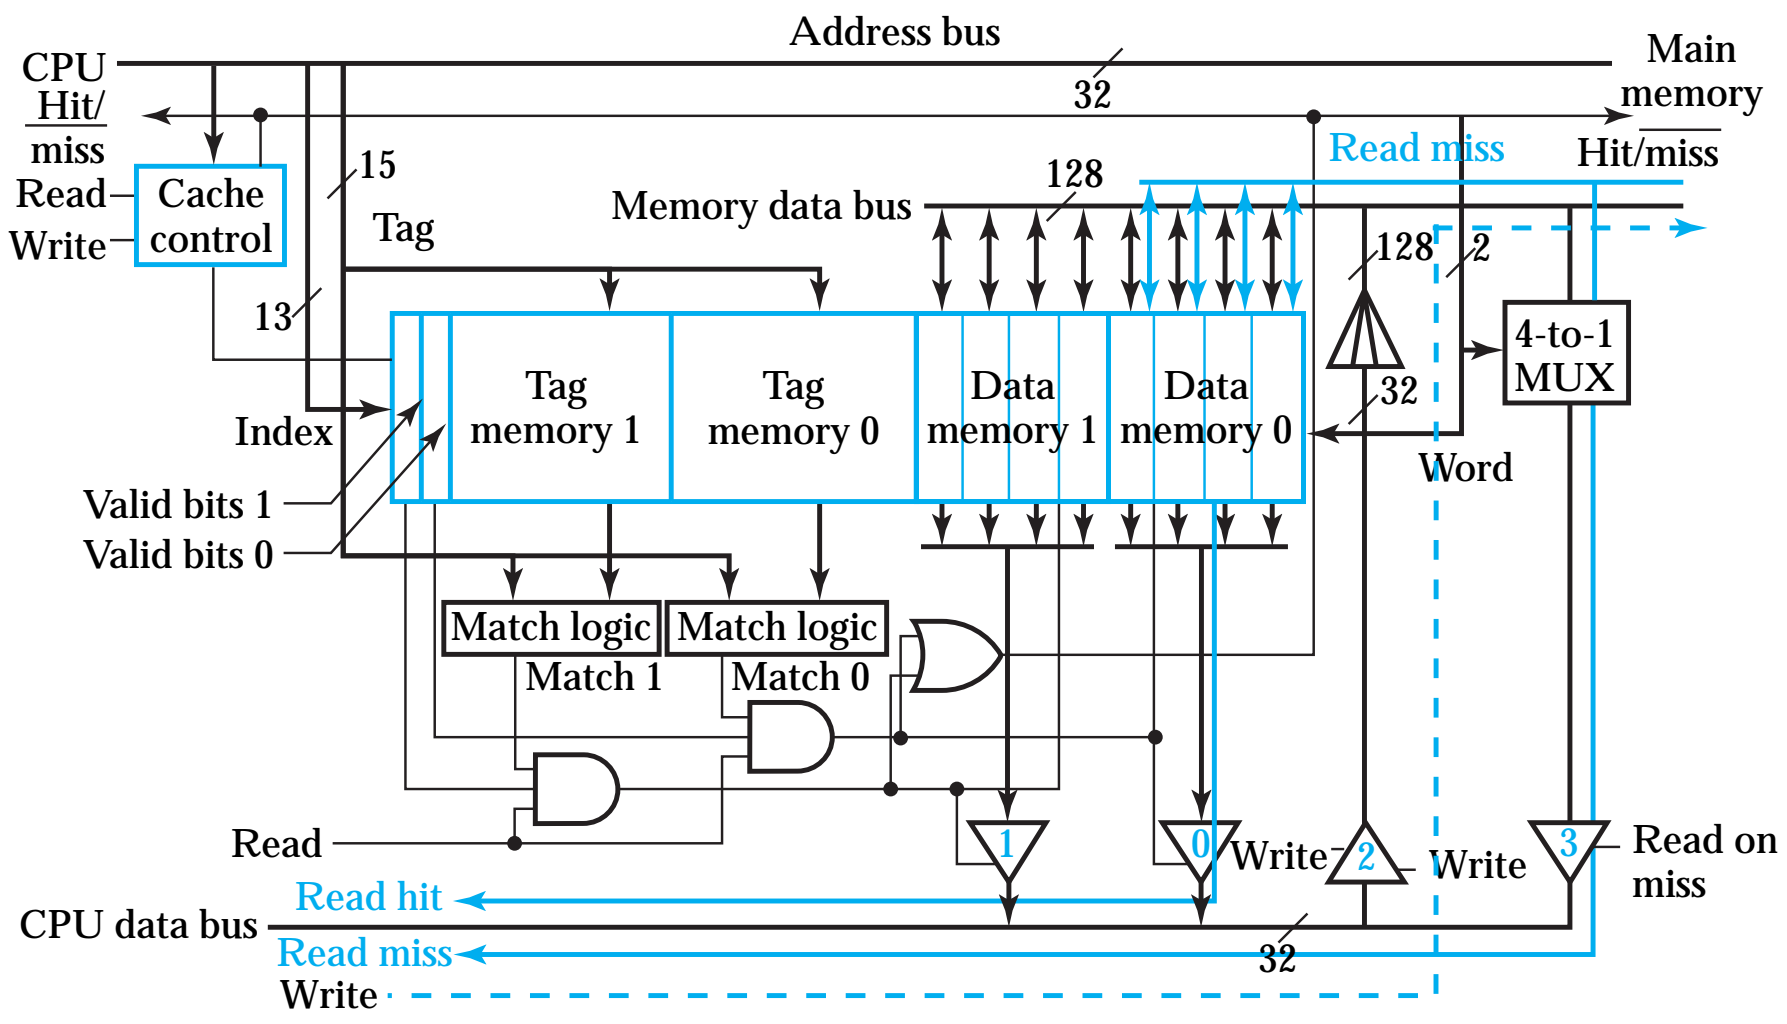 Address bus
CPU
32
Main
memory
Hit/
miss
Hit/miss
Read miss
15
128
Read
Write
Cache
control
Tag
Memory data bus
128
2
13
4-to-1
MUX
32
Tag
memory 1
Tag
memory 0
Data
memory 1
Data
memory 0
Index
Word
Valid bits 1
Valid bits 0
Match logic
Match logic
Match 1
Match 0
Read
1
0
Write
2
Write
3
Read on
miss
Read hit
CPU data bus
32
Read miss
Write